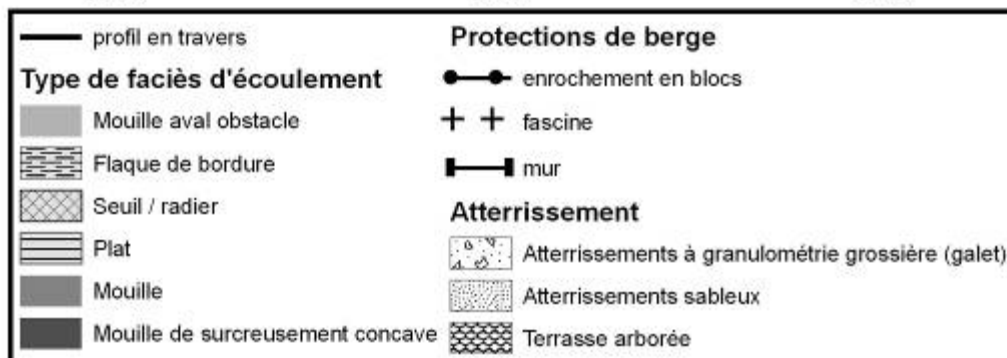 profil en travers
Type de faciès d'écoulement
Mouille aval obstacle
Flaque de bordure
Seuil / radier
Plat
Mouille
Mouille de surcreusement concave
Protections de berge
enrochement en blocs
fascine
mur
Atterrissement
Atterrissements à granulométrie grossière (galet)
Atterrissements sableux
Terrasse arborée